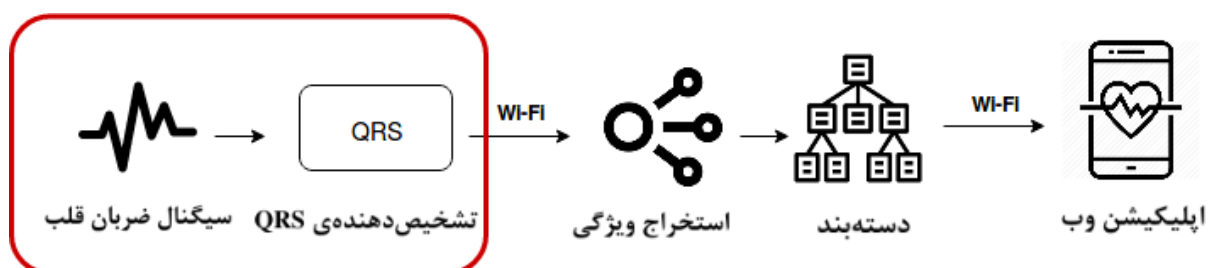 QRS
Wi-Fi
Wi-Fi
سیگنال ضربان قلب
تشخیص‌دهنده‌ی QRS
استخراج ویژگی
دسته‌بند
اپلیکیشن وب